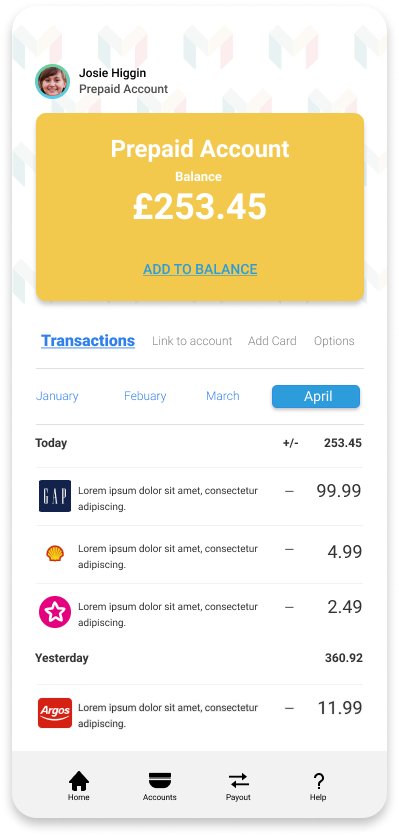 Josie Higgin
Prepaid Account
Prepaid Account
Balance
£253.45
ADD TO BALANCE
Transactions Link to account Add Card Options
January Febuary March April
Today +/- 253.45
GAP Lorem ipsum dolor sit amet, consectetur adipiscing. – 99.99
Lorem ipsum dolor sit amet, consectetur adipiscing. – 4.99
Lorem ipsum dolor sit amet, consectetur adipiscing. – 2.49
Yesterday 360.92
Argos Lorem ipsum dolor sit amet, consectetur adipiscing. – 11.99
Home Accounts Payout Help